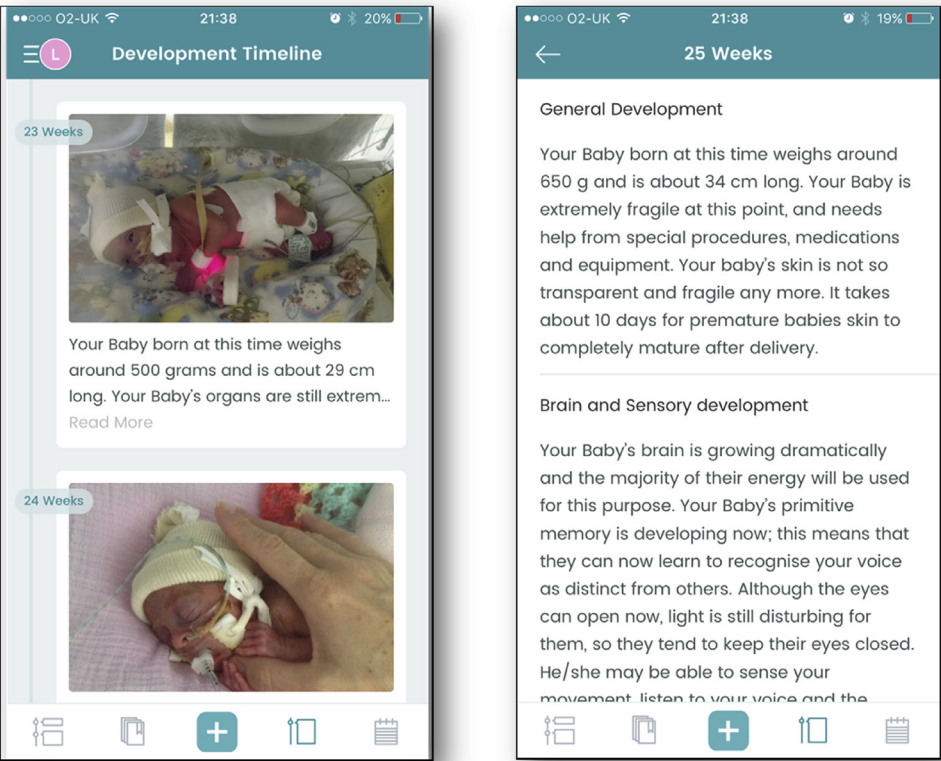 O2-UK 21:38 20%
L Development Timeline
23 Weeks
Your Baby born at this time weighs
around 500 grams and is about 29 cm
long. Your Baby's organs are still extrem...
Read More
24 Weeks
O2-UK 21:38 19%
25 Weeks
General Development
Your Baby born at this time weighs around
650 g and is about 34 cm long. Your Baby is
extremely fragile at this point, and needs
help from special procedures, medications
and equipment. Your baby's skin is not so
transparent and fragile any more. It takes
about 10 days for premature babies skin to
completely mature after delivery.
Brain and Sensory development
Your Baby's brain is growing dramatically
and the majority of their energy will be used
for this purpose. Your Baby's primitive
memory is developing now; this means that
they can now learn to recognise your voice
as distinct from others. Although the eyes
can open now, light is still disturbing for
them, so they tend to keep their eyes closed.
He/she may be able to sense your
movement, listen to your voice and the